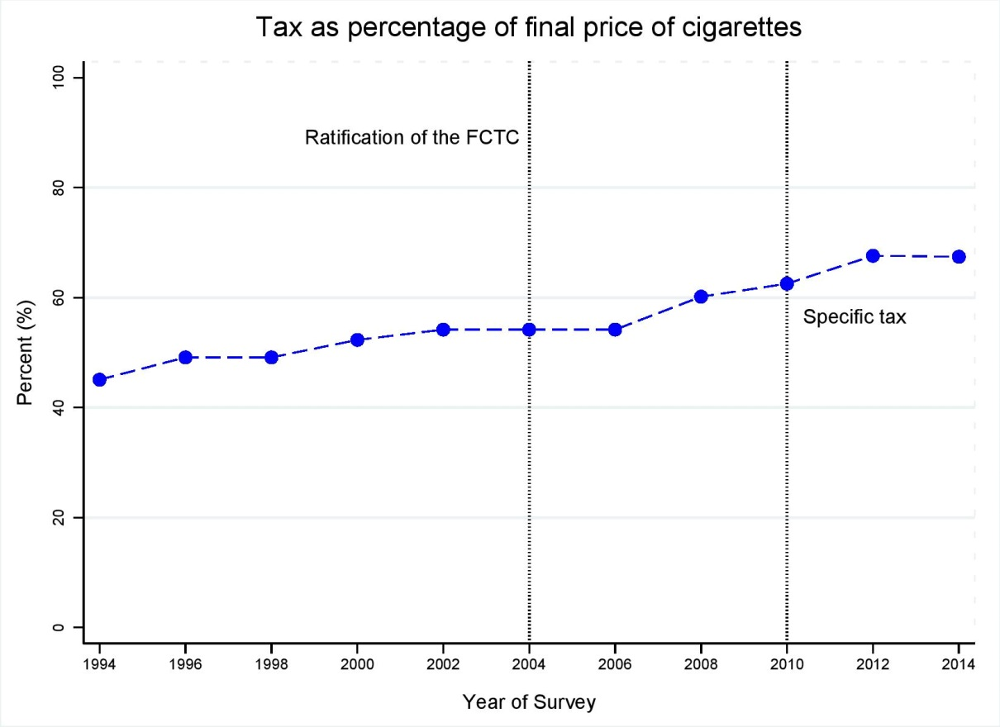 Tax as percentage of final price of cigarettes
Percent (%)
100
80
60
40
20
0
Ratification of the FCTC
Specific tax
1994 1996 1998 2000 2002 2004 2006 2008 2010 2012 2014
Year of Survey